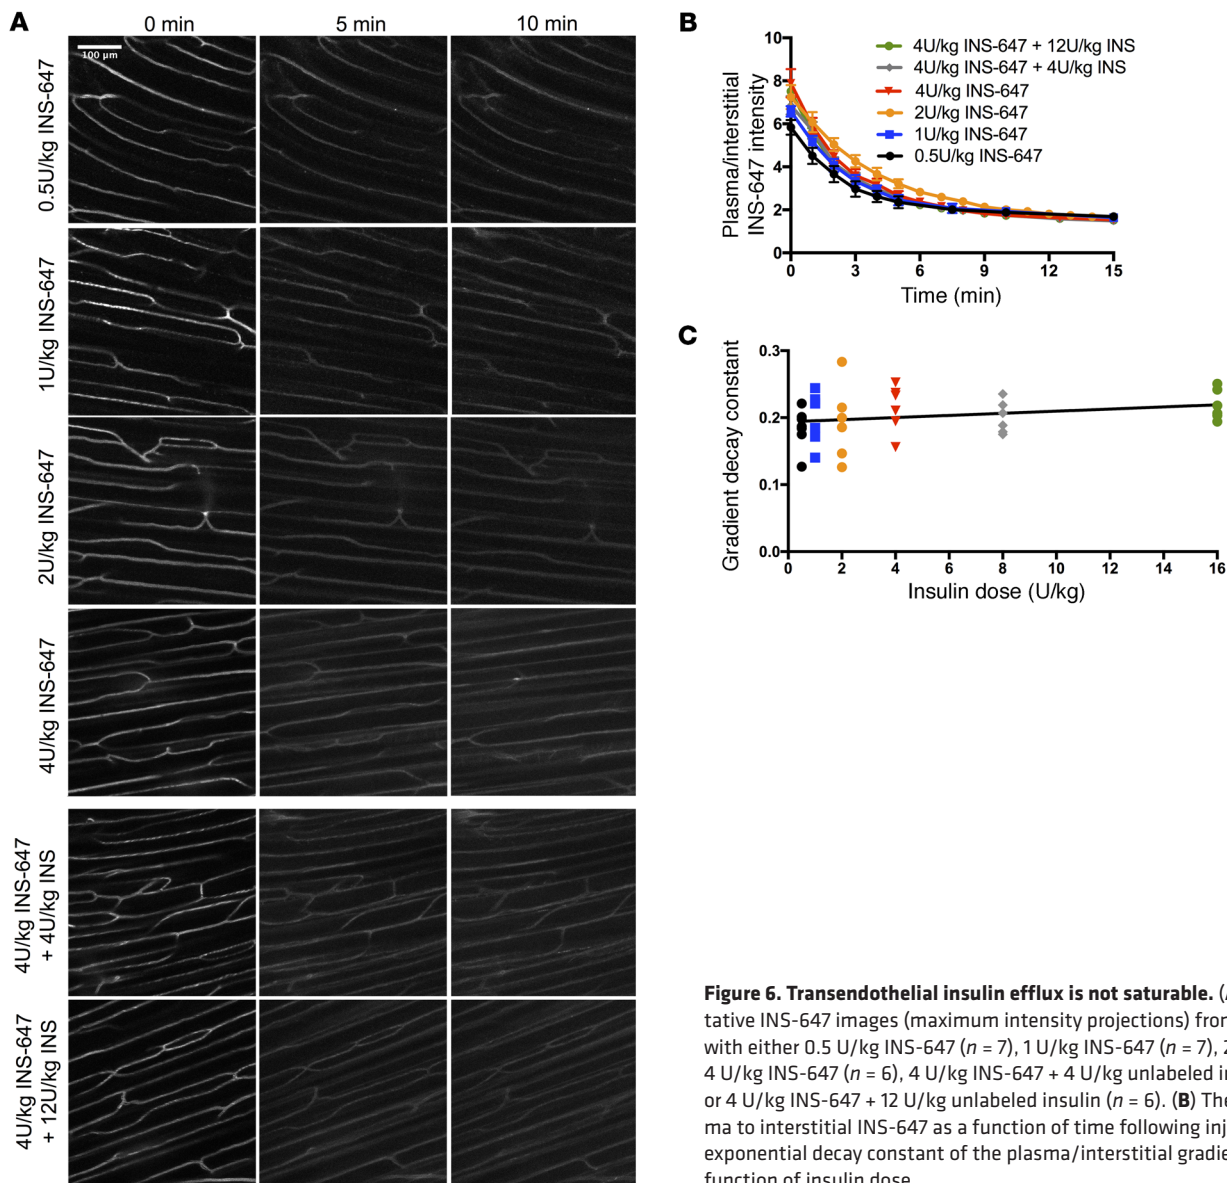 A
0 min
5 min
10 min
100 µm
0.5U/kg INS-647
1U/kg INS-647
2U/kg INS-647
4U/kg INS-647
4U/kg INS-647
+ 4U/kg INS
4U/kg INS-647
+ 12U/kg INS
B
Plasma/interstitial
INS-647 intensity
10
8
6
4
2
0
0 3 6 9 12 15
Time (min)
4U/kg INS-647 + 12U/kg INS
4U/kg INS-647 + 4U/kg INS
4U/kg INS-647
2U/kg INS-647
1U/kg INS-647
0.5U/kg INS-647
C
Gradient decay constant
0.3
0.2
0.1
0.0
0 2 4 6 8 10 12 14 16
Insulin dose (U/kg)
Figure 6. Transendothelial insulin efflux is not saturable. (
tative INS-647 images (maximum intensity projections) fro
with either 0.5 U/kg INS-647 (n = 7), 1 U/kg INS-647 (n = 7), 2
4 U/kg INS-647 (n = 6), 4 U/kg INS-647 + 4 U/kg unlabeled i
or 4 U/kg INS-647 + 12 U/kg unlabeled insulin (n = 6). (B) The
ma to interstitial INS-647 as a function of time following inj
exponential decay constant of the plasma/interstitial gradie
function of insulin dose